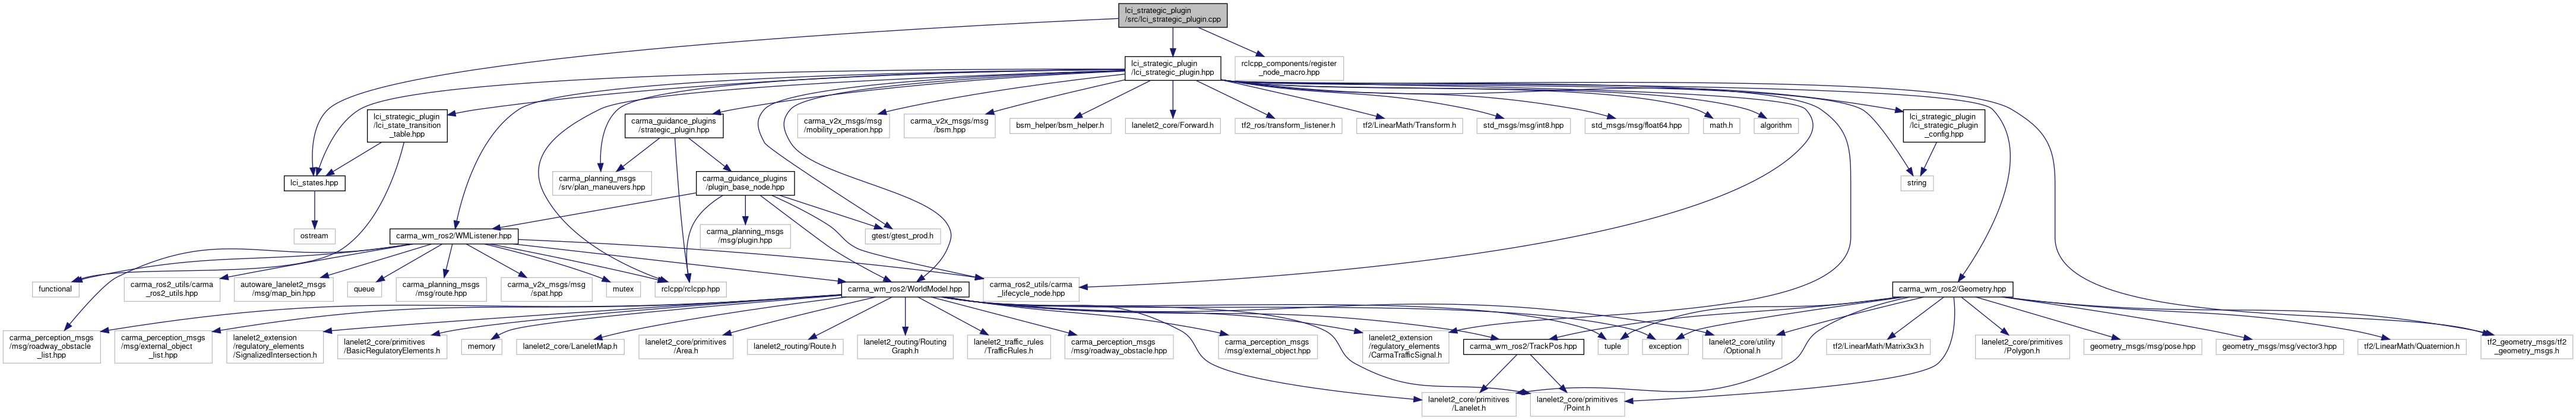 lci_strategic_plugin
/src/lci_strategic_plugin.cpp
lci_strategic_plugin
/lci_strategic_plugin.hpp
rclcpp_components/register
_node_macro.hpp
lci_strategic_plugin
/lci_state_transition
_table.hpp
carma_guidance_plugins
/strategic_plugin.hpp
carma_v2x_msgs/msg
/mobility_operation.hpp
carma_v2x_msgs/msg
/bsm.hpp
bsm_helper/bsm_helper.h
lanelet2_core/Forward.h
tf2_ros/transform_listener.h
tf2/LinearMath/Transform.h
std_msgs/msg/int8.hpp
std_msgs/msg/float64.hpp
math.h
algorithm
lci_strategic_plugin
/lci_strategic_plugin
_config.hpp
lci_states.hpp
carma_planning_msgs
/srv/plan_maneuvers.hpp
carma_guidance_plugins
/plugin_base_node.hpp
string
ostream
carma_wm_ros2/WMListener.hpp
carma_planning_msgs
/msg/plugin.hpp
gtest/gtest_prod.h
functional
carma_ros2_utils/carma
_ros2_utils.hpp
autoware_lanelet2_msgs
/msg/map_bin.hpp
queue
carma_planning_msgs
/msg/route.hpp
carma_v2x_msgs/msg
/spat.hpp
mutex
rclcpp/rclcpp.hpp
carma_wm_ros2/WorldModel.hpp
carma_ros2_utils/carma
_lifecycle_node.hpp
carma_wm_ros2/Geometry.hpp
carma_perception_msgs
/msg/roadway_obstacle
_list.hpp
carma_perception_msgs
/msg/external_object
_list.hpp
lanelet2_extension
/regulatory_elements
/SignalizedIntersection.h
lanelet2_core/primitives
/BasicRegulatoryElements.h
memory
lanelet2_core/LaneletMap.h
lanelet2_core/primitives
/Area.h
lanelet2_routing/Route.h
lanelet2_routing/Routing
Graph.h
lanelet2_traffic_rules
/TrafficRules.h
carma_perception_msgs
/msg/roadway_obstacle.hpp
carma_perception_msgs
/msg/external_object.hpp
lanelet2_extension
/regulatory_elements
/CarmaTrafficSignal.h
carma_wm_ros2/TrackPos.hpp
tuple
exception
lanelet2_core/utility
/Optional.h
tf2/LinearMath/Matrix3x3.h
lanelet2_core/primitives
/Polygon.h
geometry_msgs/msg/pose.hpp
geometry_msgs/msg/vector3.hpp
tf2/LinearMath/Quaternion.h
tf2_geometry_msgs/tf2
_geometry_msgs.h
lanelet2_core/primitives
/Lanelet.h
lanelet2_core/primitives
/Point.h